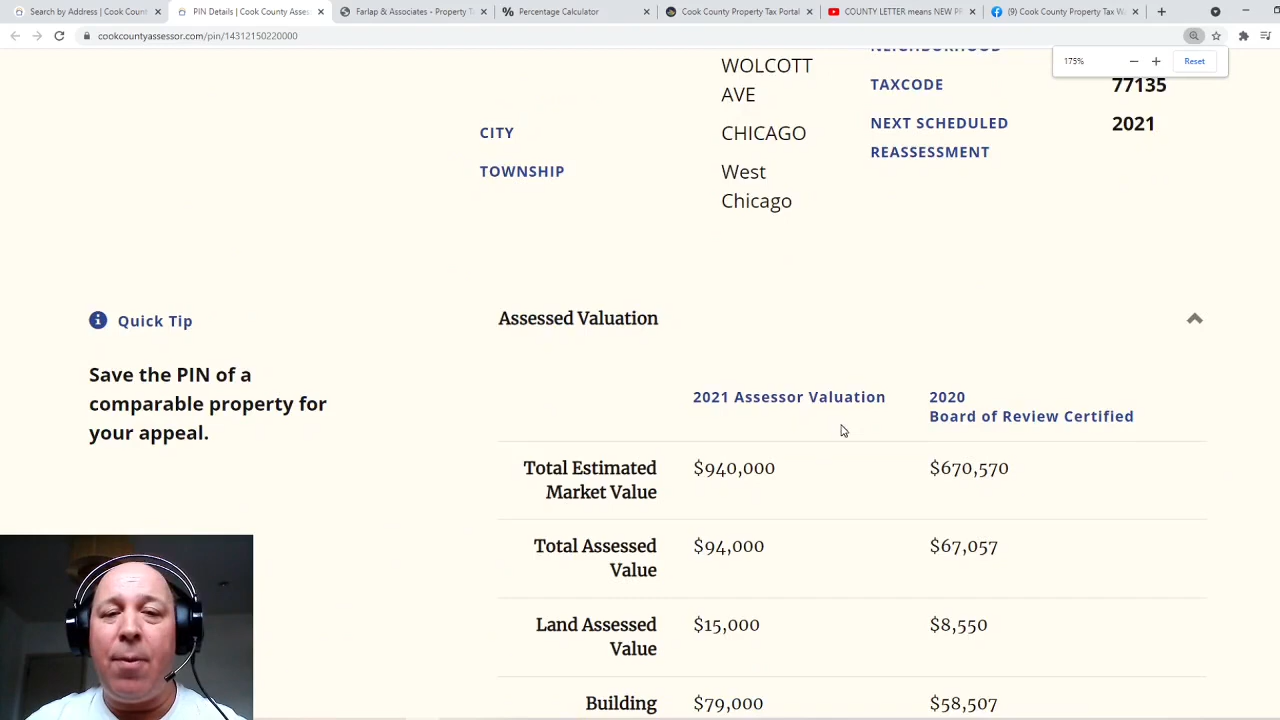 Search by Address | Cook Count
PIN Details | Cook County Asses
Farlap & Associates - Property T
Percentage Calculator
Cook County Property Tax Portal
COUNTY LETTER means NEW PR
(9) Cook County Property Tax W
cookcountyassessor.com/pin/14312150220000
175%
Reset
NEIGHBORHOOD
WOLCOTT
AVE
TAXCODE
77135
CITY
CHICAGO
NEXT SCHEDULED
REASSESSMENT
2021
TOWNSHIP
West
Chicago
Quick Tip
Save the PIN of a
comparable property for
your appeal.
Assessed Valuation
2021 Assessor Valuation
2020
Board of Review Certified
Total Estimated
Market Value
$940,000
$670,570
Total Assessed
Value
$94,000
$67,057
Land Assessed
Value
$15,000
$8,550
Building
$79,000
$58,507